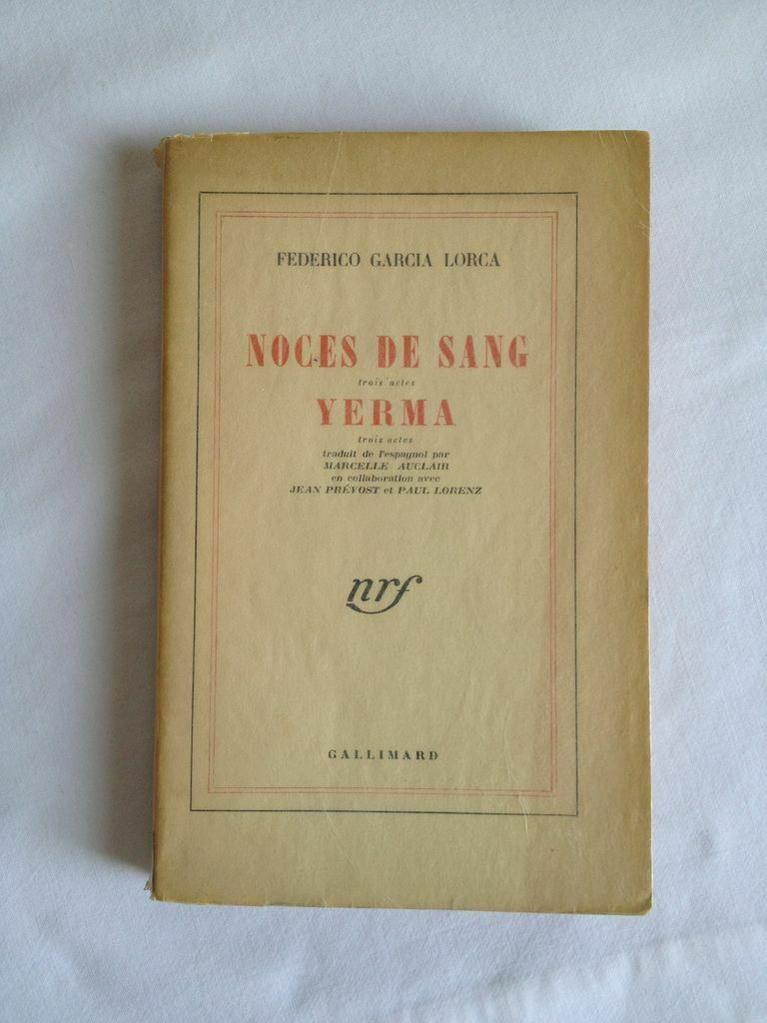 FEDERICO GARCIA LORCA
NOCES DE SANG
trois actes
YERMA
trois actes
traduit de l'espagnol par
MARCELLE AUCLAIR
en collaboration avec
JEAN PRÉVOST et PAUL LORENZ
nrf
GALLIMARD